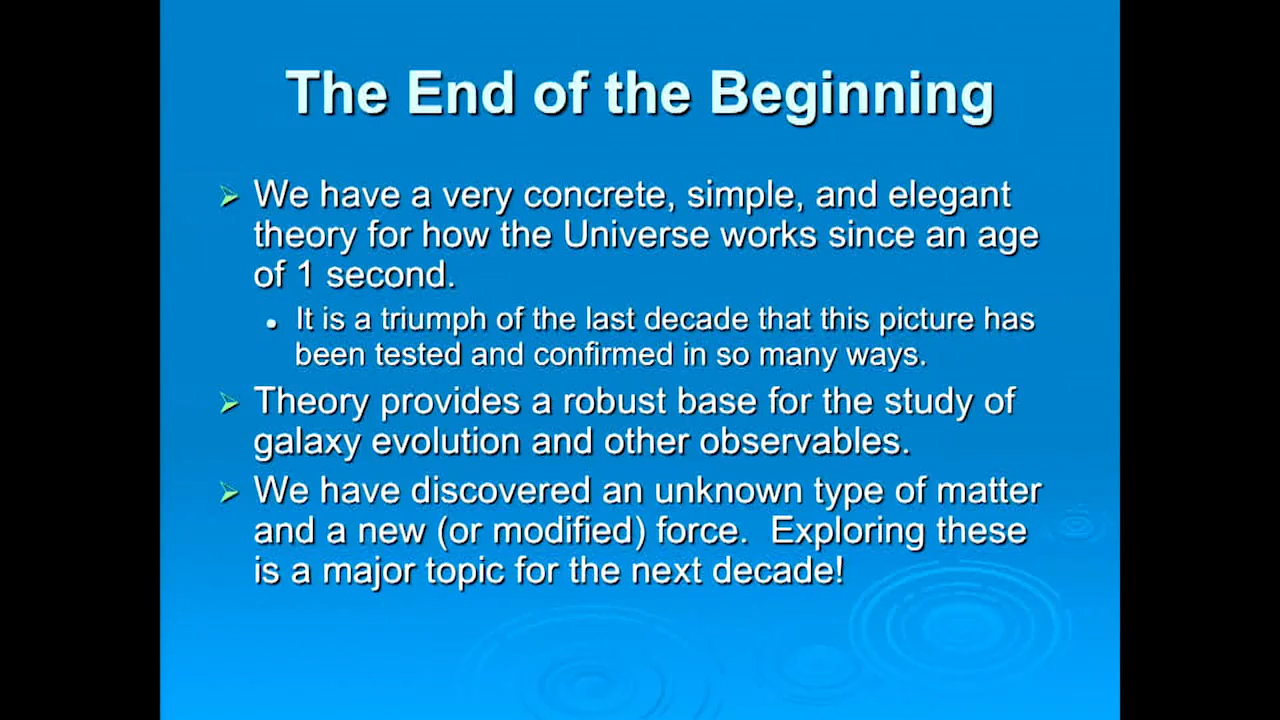 The End of the Beginning
We have a very concrete, simple, and elegant
theory for how the Universe works since an age
of 1 second.
It is a triumph of the last decade that this picture has
been tested and confirmed in so many ways.
Theory provides a robust base for the study of
galaxy evolution and other observables.
We have discovered an unknown type of matter
and a new (or modified) force.  Exploring these
is a major topic for the next decade!